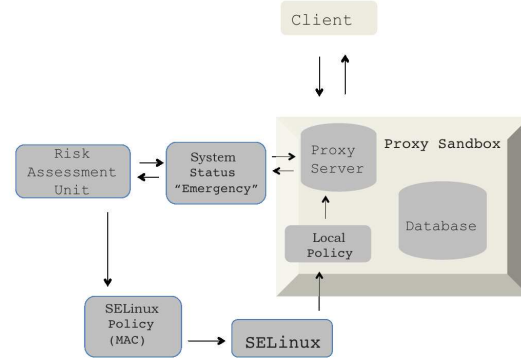 Client
Proxy Sandbox
Proxy
Server
Risk
Assessment
Unit
System
Status
"Emergency"
Database
Local
Policy
SELinux
Policy
(MAC)
SELinux